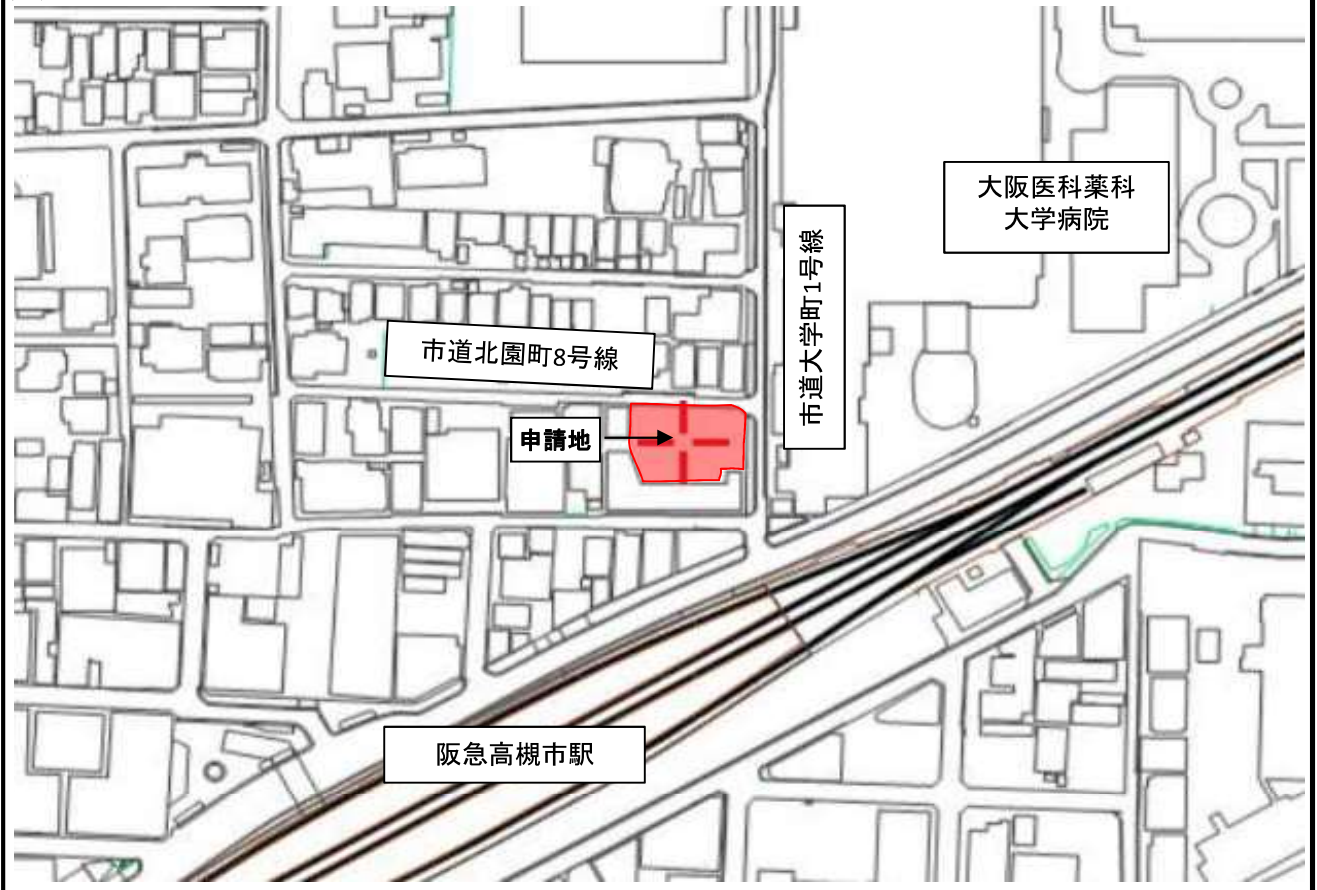 大阪医科薬科
大学病院
市道大学町1号線
市道北園町8号線
申請地
阪急高槻市駅